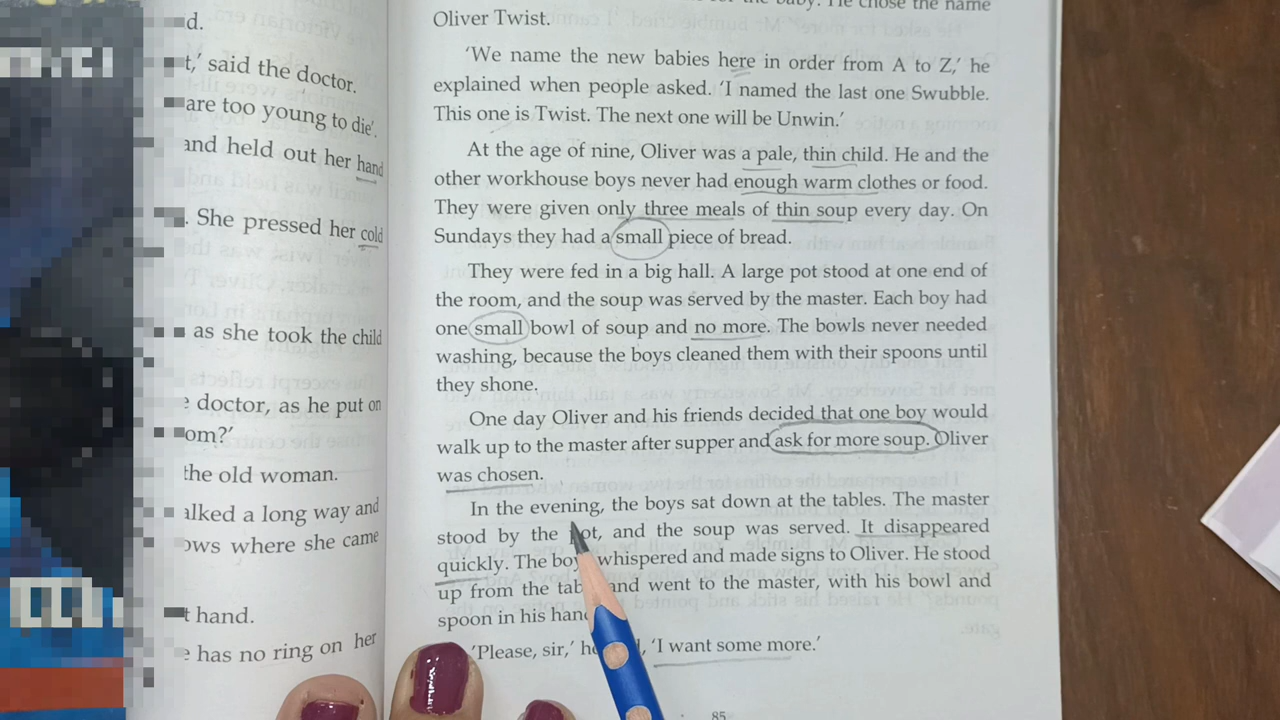 d.
t,' said the doctor.
are too young to die'.
and held out her hand
. She pressed her cold
as she took the child
doctor, as he put on
om?'
the old woman.
alked a long way and
ows where she came
t hand.
has no ring on her
the baby. He chose the name
Oliver Twist.
'We name the new babies here in order from A to Z,' he
explained when people asked. 'I named the last one Swubble.
This one is Twist. The next one will be Unwin.'
At the age of nine, Oliver was a pale, thin child. He and the
other workhouse boys never had enough warm clothes or food.
They were given only three meals of thin soup every day. On
Sundays they had a small piece of bread.
They were fed in a big hall. A large pot stood at one end of
the room, and the soup was served by the master. Each boy had
one small bowl of soup and no more. The bowls never needed
washing, because the boys cleaned them with their spoons until
they shone.
One day Oliver and his friends decided that one boy would
walk up to the master after supper and ask for more soup. Oliver
was chosen.
In the evening, the boys sat down at the tables. The master
stood by the pot, and the soup was served. It disappeared
quickly. The boys whispered and made signs to Oliver. He stood
up from the table and went to the master, with his bowl and
spoon in his hand
'Please, sir,' he , 'I want some more.'
85